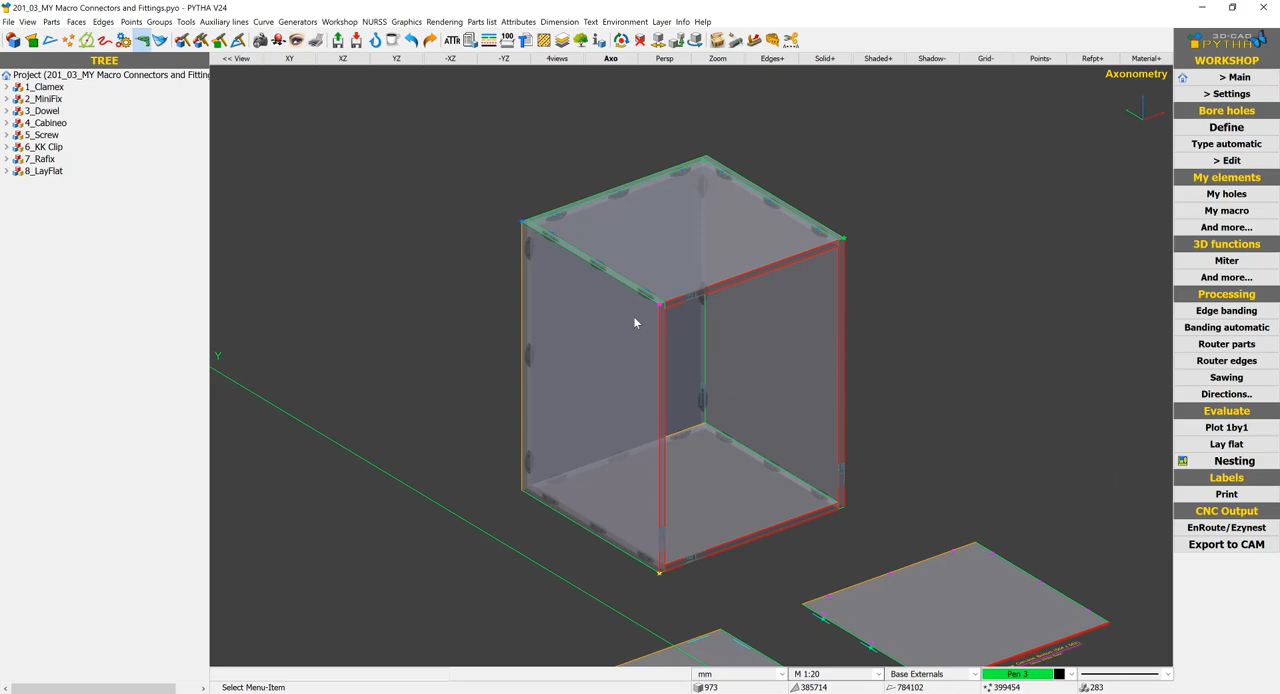 201_03_MY Macro Connectors and Fittings.pyo - PYTHA V24
File View Parts Faces Edges Points Groups Tools Auxiliary lines Curve Generators Workshop NURSS Graphics Rendering Parts list Attributes Dimension Text Environment Layer Info Help
ATTR 100
3D-CAD PYTHA
TREE
<< View XY XZ YZ -XZ -YZ 4views Axo Persp Zoom Edges+ Solid+ Shaded+ Shadow- Grid- Points- Refpt+ Material+
WORKSHOP
Project (201_03_MY Macro Connectors and Fitting
1_Clamex
2_MiniFix
3_Dowel
4_Cabineo
5_Screw
6_KK Clip
7_Rafix
8_LayFlat
Axonometry
Y
> Main
> Settings
Bore holes
Define
Type automatic
> Edit
My elements
My holes
My macro
And more...
3D functions
Miter
And more...
Processing
Edge banding
Banding automatic
Router parts
Router edges
Sawing
Directions..
Evaluate
Plot 1by1
Lay flat
Nesting
Labels
Print
CNC Output
EnRoute/Ezynest
Export to CAM
mm M 1:20 Base Externals Pen 3
Select Menu-Item 973 385714 784102 399454 283